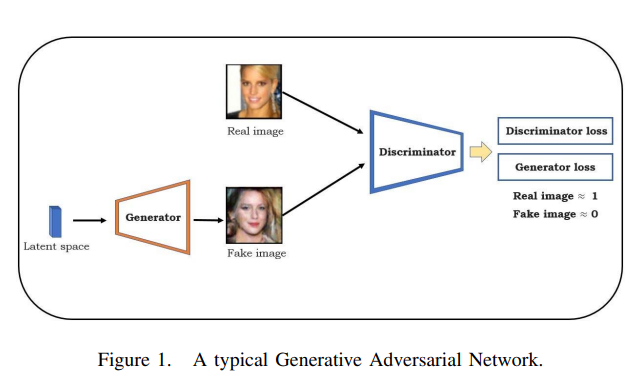 Real image
Discriminator
Discriminator loss
Generator loss
Real image ≈ 1
Fake image ≈ 0
Generator
Latent space
Fake image
Figure 1. A typical Generative Adversarial Network.